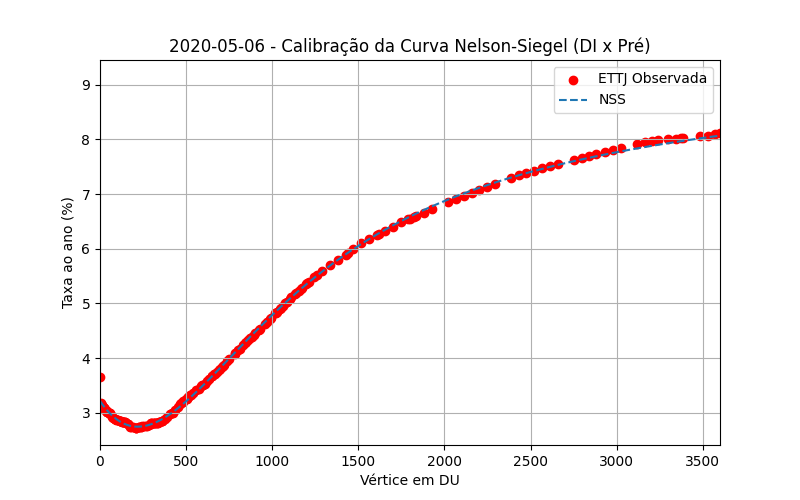 2020-05-06 - Calibração da Curva Nelson-Siegel (DI x Pré)
ETTJ Observada
NSS
Taxa ao ano (%)
9
8
7
6
5
4
3
0 500 1000 1500 2000 2500 3000 3500
Vértice em DU